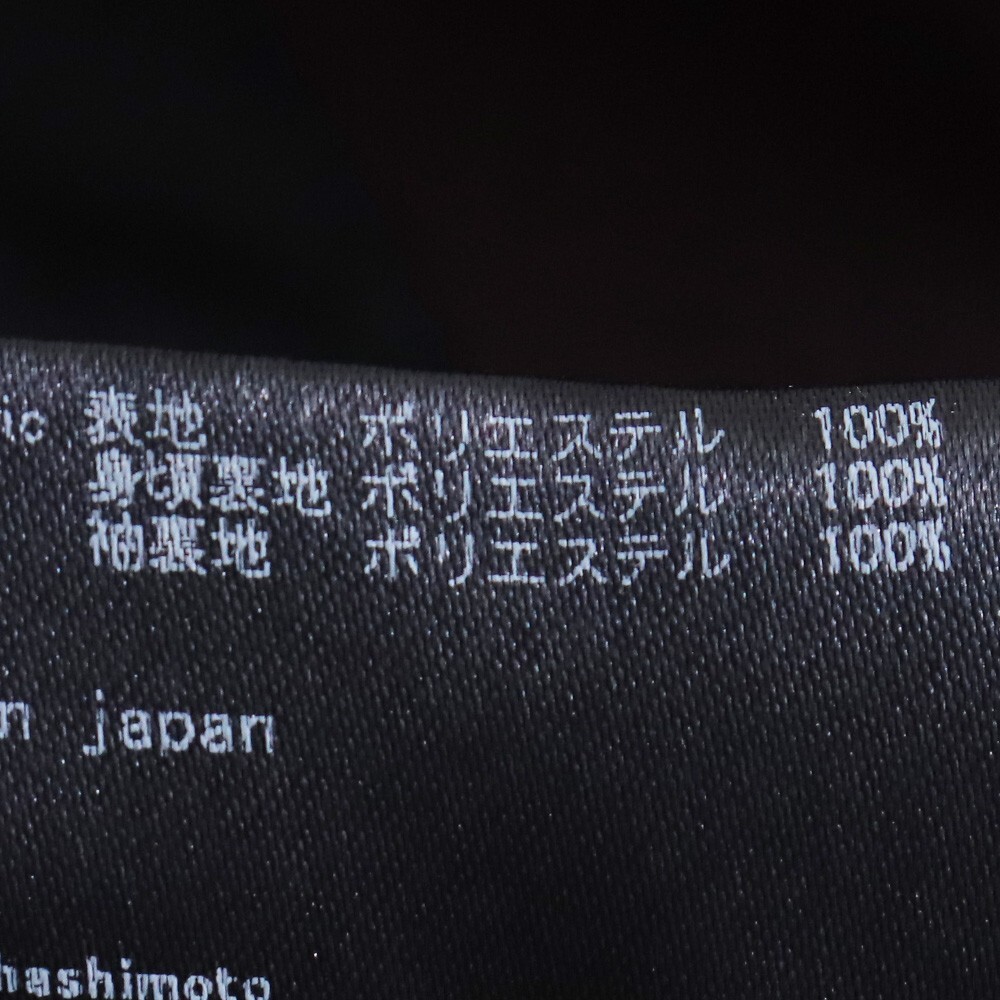 ic 表地 ポリエステル 100%
身頃裏地 ポリエステル 100%
袖裏地 ポリエステル 100%
n japan
hashimoto